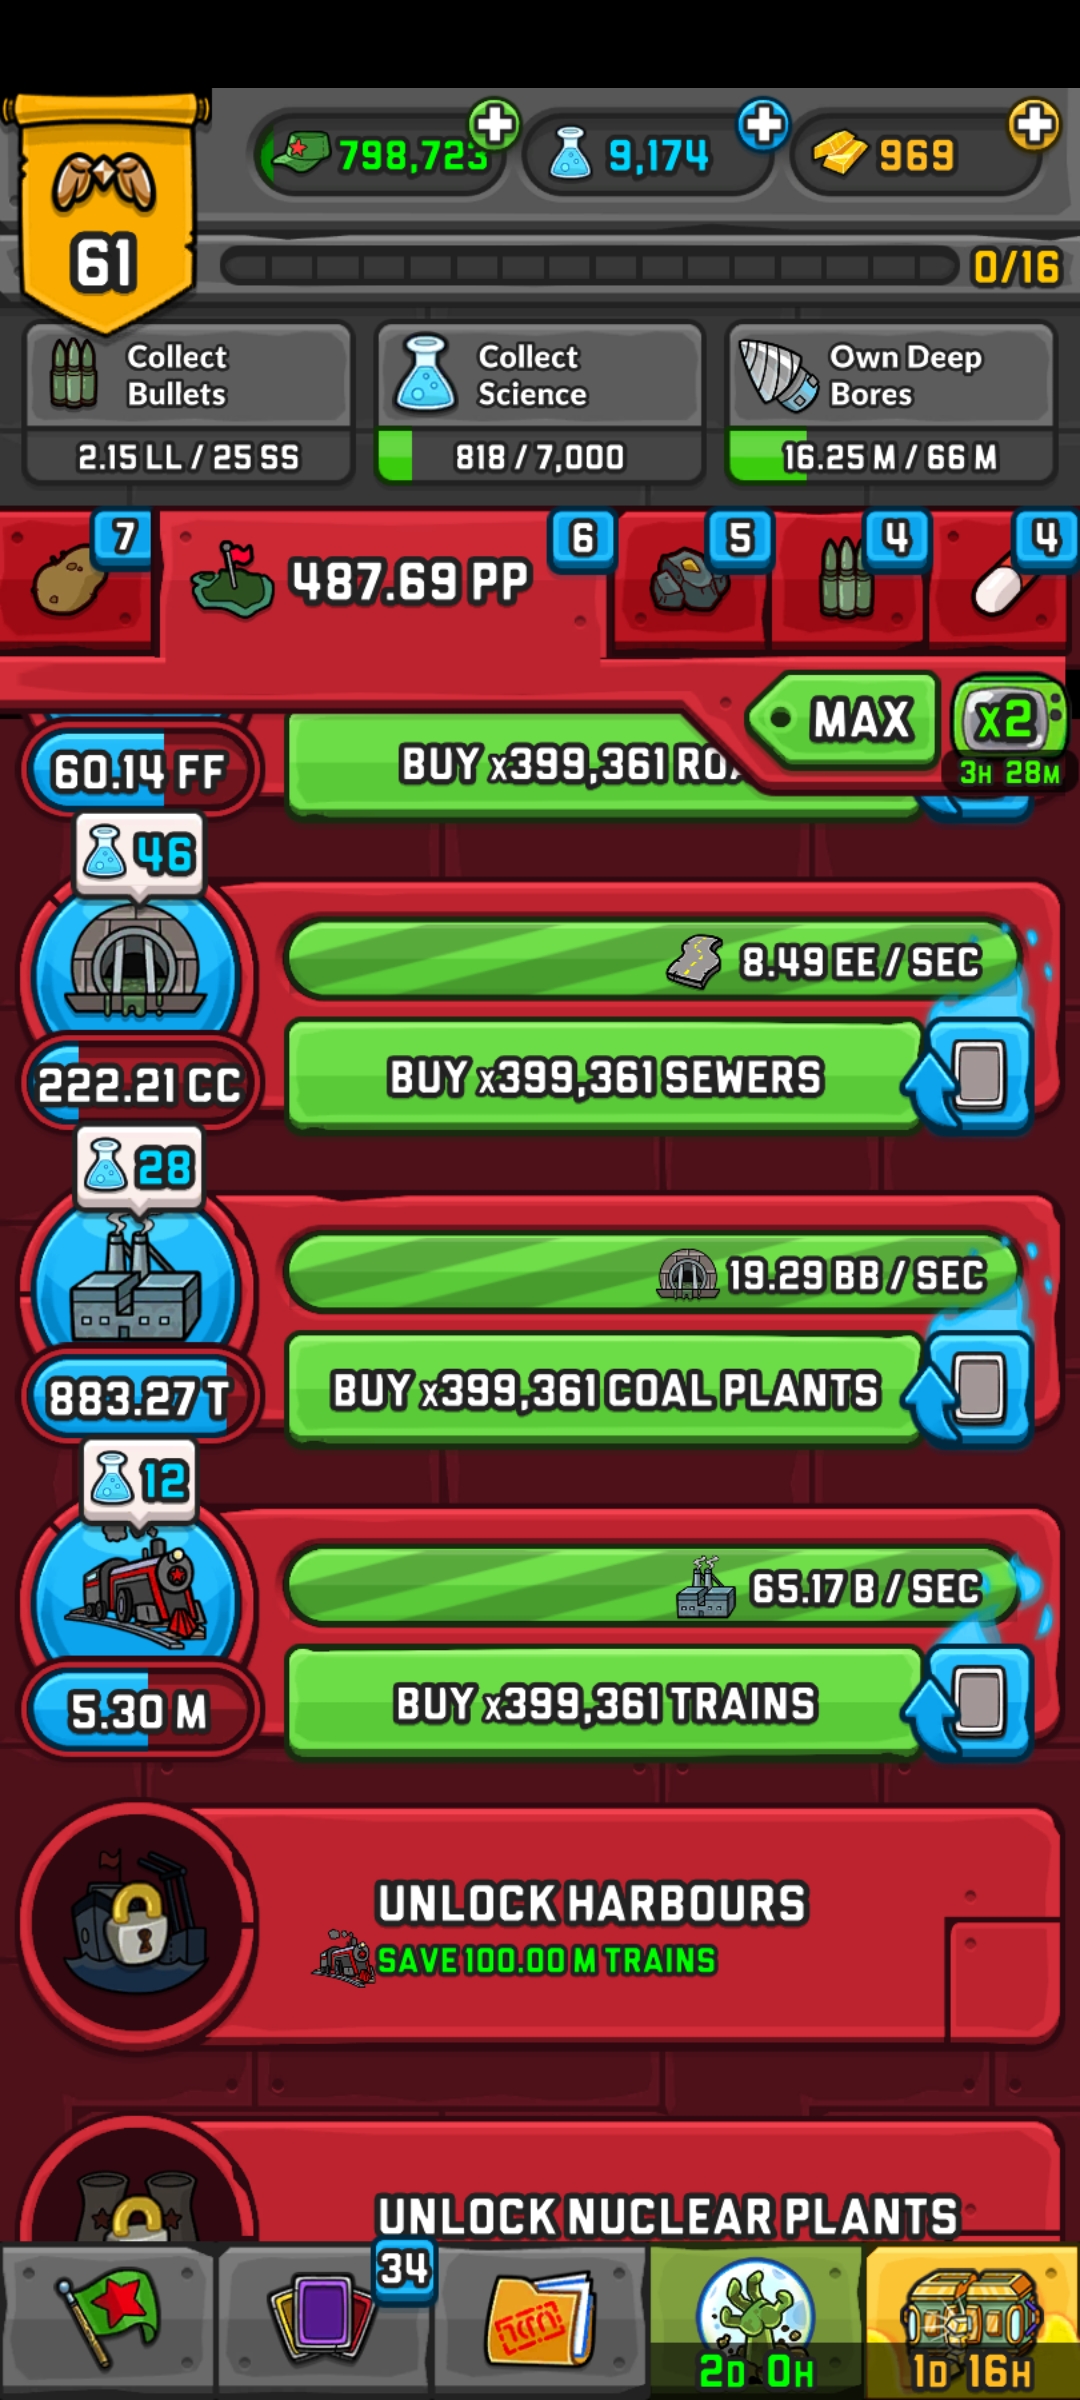 798,723
9,174
969
61
0/16
Collect
Bullets
Collect
Science
Own Deep
Bores
2.15 LL / 25 SS
818 / 7,000
16.25 M / 66 M
7
6
5
4
4
487.69 PP
MAX
x2
3H 28M
60.14 FF
BUY x399,361
46
8.49 EE / SEC
222.21 CC
BUY x399,361 SEWERS
28
19.29 BB / SEC
883.27 T
BUY x399,361 COAL PLANTS
12
65.17 B / SEC
5.30 M
BUY x399,361 TRAINS
UNLOCK HARBOURS
SAVE 100.00 M TRAINS
UNLOCK NUCLEAR PLANTS
34
2D 0H
1D 16H